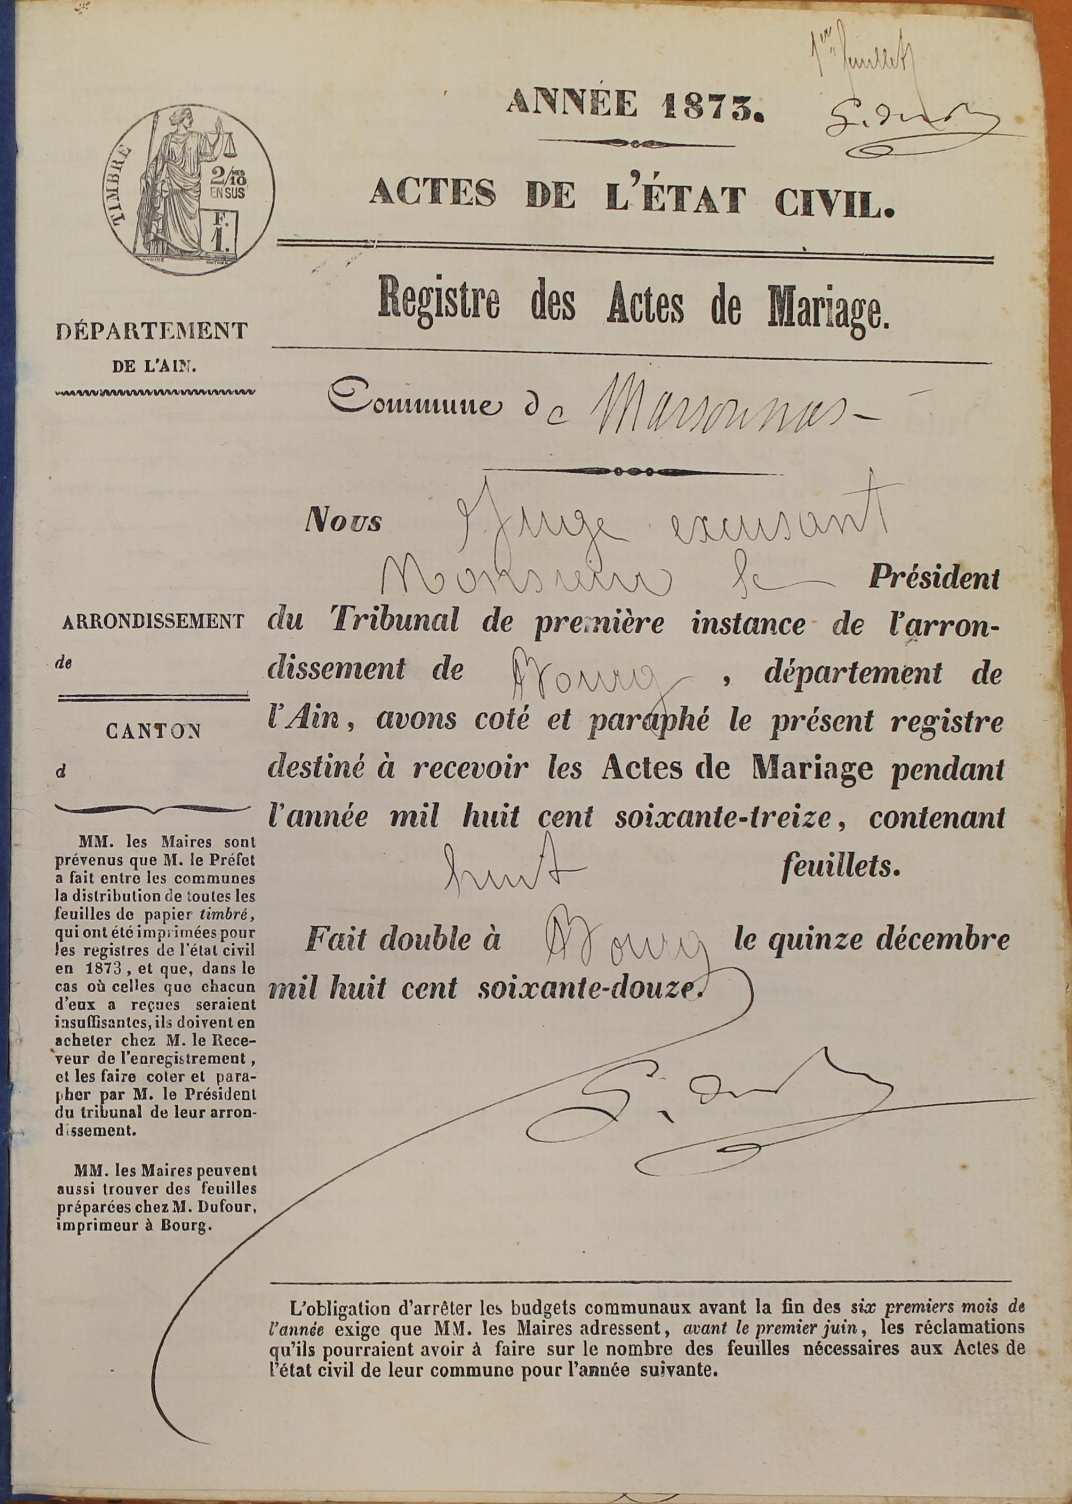 1er feuillet
ANNÉE 1873.
ACTES DE L'ÉTAT CIVIL.
TIMBRE
2/10MES
EN SUS
F.
1.
Registre des Actes de Mariage.
DÉPARTEMENT
DE L'AIN.
Commune de Marsonnas
Nous Juge excusant
Monsieur le Président
du Tribunal de première instance de l'arron-
dissement de Bourg, département de
l'Ain, avons coté et paraphé le présent registre
destiné à recevoir les Actes de Mariage pendant
l'année mil huit cent soixante-treize, contenant
huit feuillets.
Fait double à Bourg le quinze décembre
mil huit cent soixante-douze.
ARRONDISSEMENT
de
CANTON
d
MM. les Maires sont
prévenus que M. le Préfet
a fait entre les communes
la distribution de toutes les
feuilles de papier timbré,
qui ont été imprimées pour
les registres de l'état civil
en 1873, et que, dans le
cas où celles que chacun
d'eux a reçues seraient
insuffisantes, ils doivent en
acheter chez M. le Rece-
veur de l'enregistrement,
et les faire coter et para-
pher par M. le Président
du tribunal de leur arron-
dissement.
MM. les Maires peuvent
aussi trouver des feuilles
préparées chez M. Dufour,
imprimeur à Bourg.
L'obligation d'arrêter les budgets communaux avant la fin des six premiers mois de
l'année exige que MM. les Maires adressent, avant le premier juin, les réclamations
qu'ils pourraient avoir à faire sur le nombre des feuilles nécessaires aux Actes de
l'état civil de leur commune pour l'année suivante.